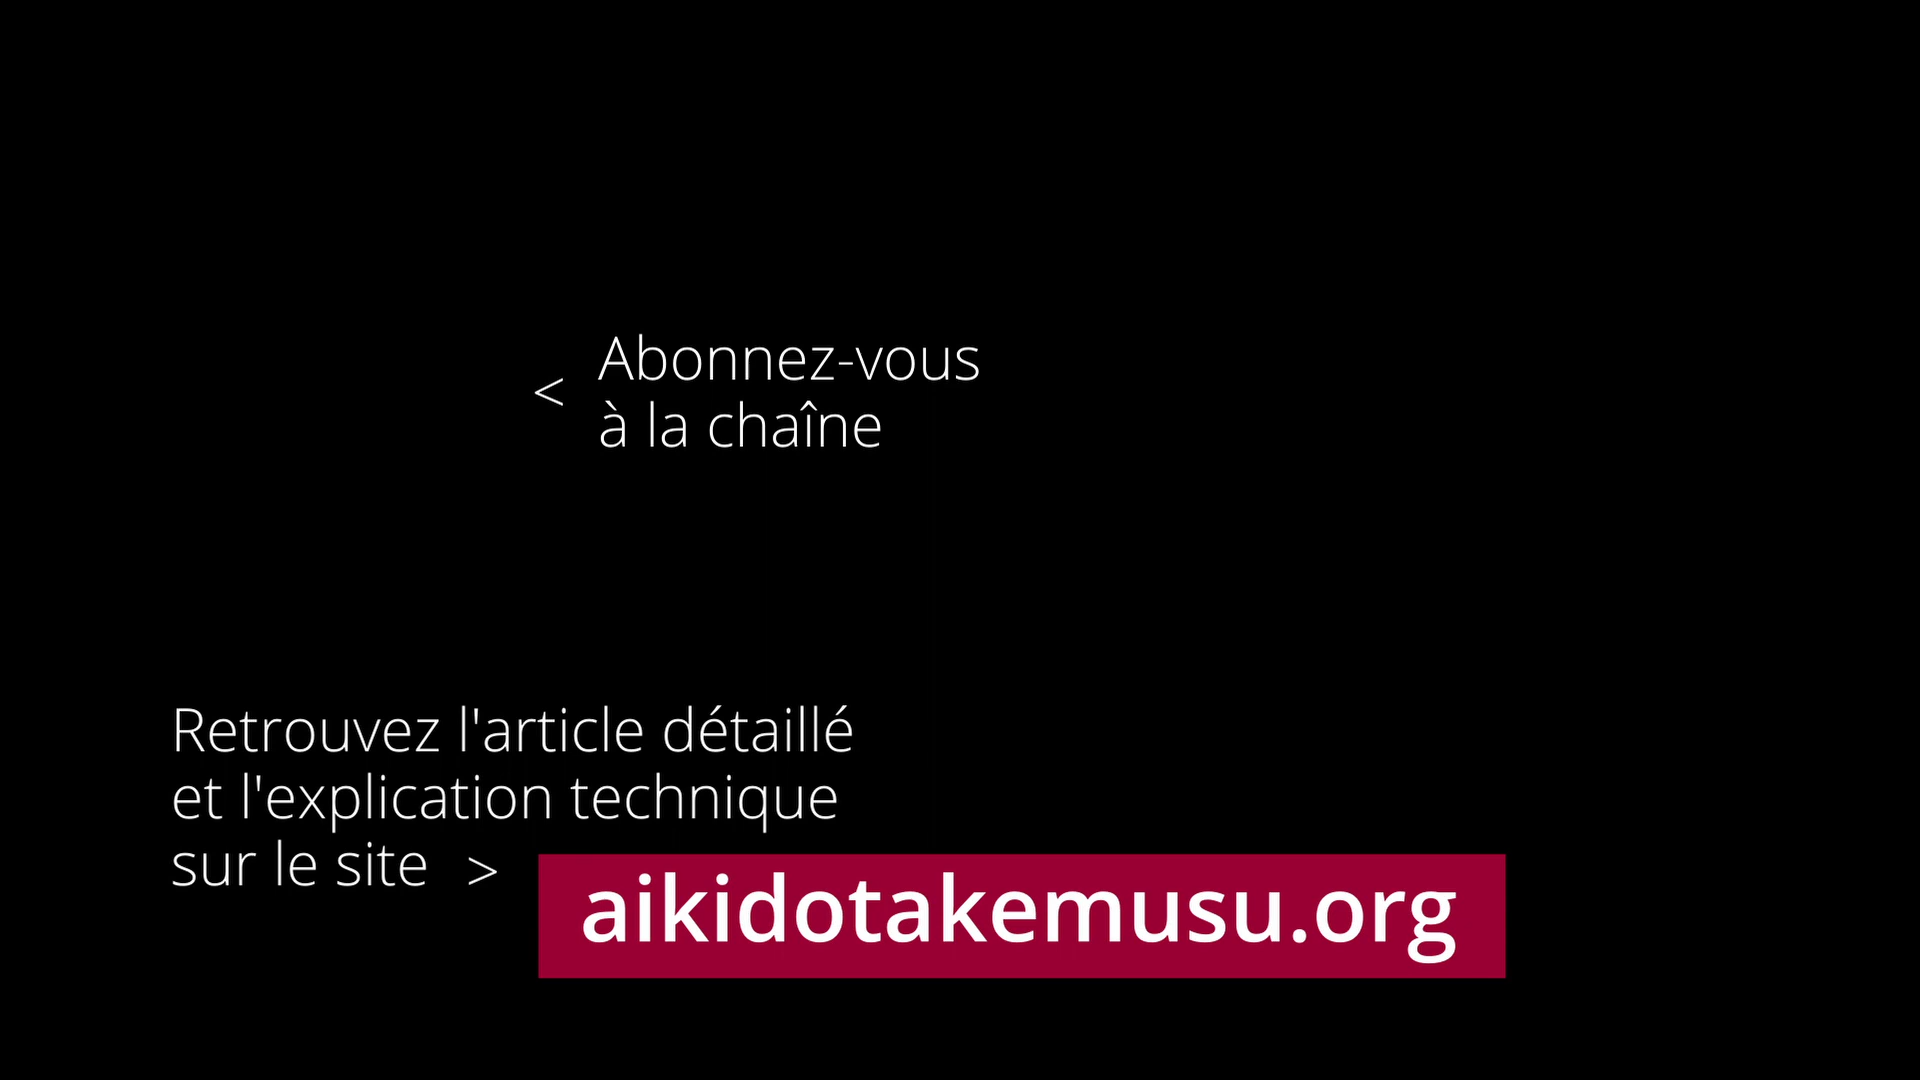 < Abonnez-vous
à la chaîne
Retrouvez l'article détaillé
et l'explication technique
sur le site >
aikidotakemusu.org